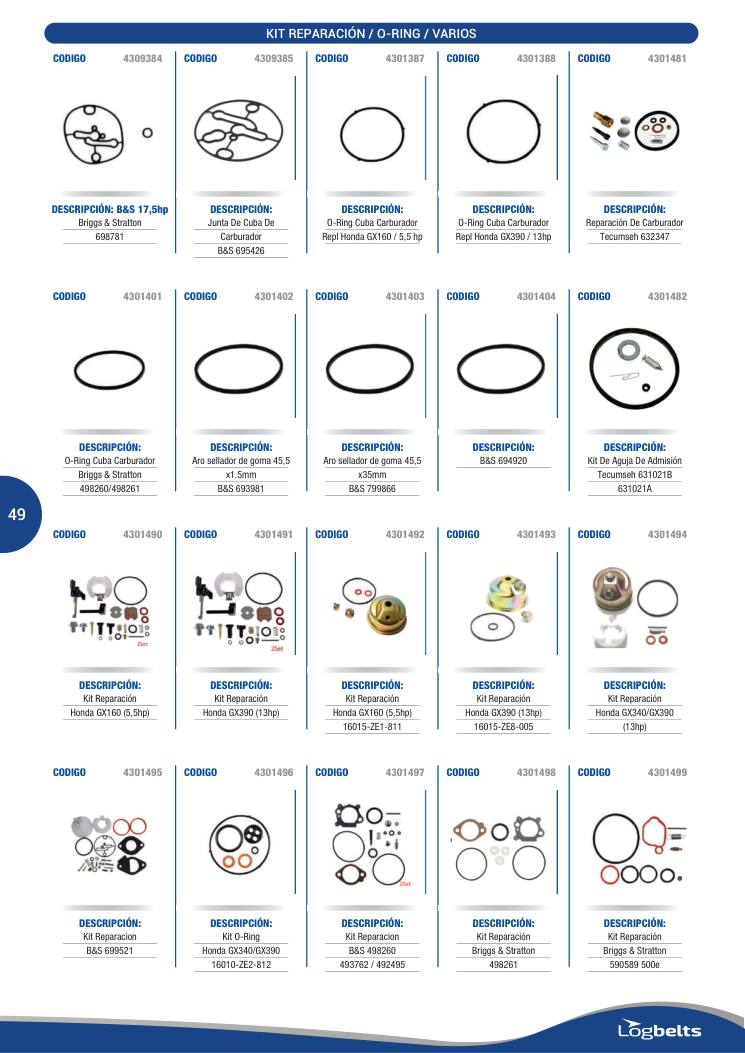 KIT REPARACIÓN / O-RING / VARIOS
CODIGO 4309384
DESCRIPCIÓN: B&S 17,5hp
Briggs & Stratton
698781
CODIGO 4309385
DESCRIPCIÓN:
Junta De Cuba De
Carburador
B&S 695426
CODIGO 4301387
DESCRIPCIÓN:
O-Ring Cuba Carburador
Repl Honda GX160 / 5,5 hp
CODIGO 4301388
DESCRIPCIÓN:
O-Ring Cuba Carburador
Repl Honda GX390 / 13hp
CODIGO 4301481
DESCRIPCIÓN:
Reparación De Carburador
Tecumseh 632347
CODIGO 4301401
DESCRIPCIÓN:
O-Ring Cuba Carburador
Briggs & Stratton
498260/498261
CODIGO 4301402
DESCRIPCIÓN:
Aro sellador de goma 45,5
x1.5mm
B&S 693981
CODIGO 4301403
DESCRIPCIÓN:
Aro sellador de goma 45,5
x35mm
B&S 799866
CODIGO 4301404
DESCRIPCIÓN:
B&S 694920
CODIGO 4301482
DESCRIPCIÓN:
Kit De Aguja De Admisión
Tecumseh 631021B
631021A
49
CODIGO 4301490
2Set
DESCRIPCIÓN:
Kit Reparación
Honda GX160 (5,5hp)
CODIGO 4301491
2Set
DESCRIPCIÓN:
Kit Reparación
Honda GX390 (13hp)
CODIGO 4301492
DESCRIPCIÓN:
Kit Reparación
Honda GX160 (5,5hp)
16015-ZE1-811
CODIGO 4301493
DESCRIPCIÓN:
Kit Reparación
Honda GX390 (13hp)
16015-ZE8-005
CODIGO 4301494
DESCRIPCIÓN:
Kit Reparación
Honda GX340/GX390
(13hp)
CODIGO 4301495
DESCRIPCIÓN:
Kit Reparacion
B&S 699521
CODIGO 4301496
DESCRIPCIÓN:
Kit O-Ring
Honda GX340/GX390
16010-ZE2-812
CODIGO 4301497
2Set
DESCRIPCIÓN:
Kit Reparacion
B&S 498260
493762 / 492495
CODIGO 4301498
DESCRIPCIÓN:
Kit Reparación
Briggs & Stratton
498261
CODIGO 4301499
DESCRIPCIÓN:
Kit Reparación
Briggs & Stratton
590589 500e
Logbelts